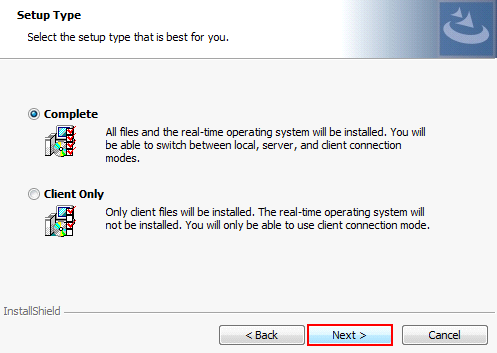 Setup Type
Select the setup type that is best for you.
Complete
All files and the real-time operating system will be installed. You will
be able to switch between local, server, and client connection
modes.
Client Only
Only client files will be installed. The real-time operating system will
not be installed. You will only be able to use client connection mode.
InstallShield
< Back
Next >
Cancel